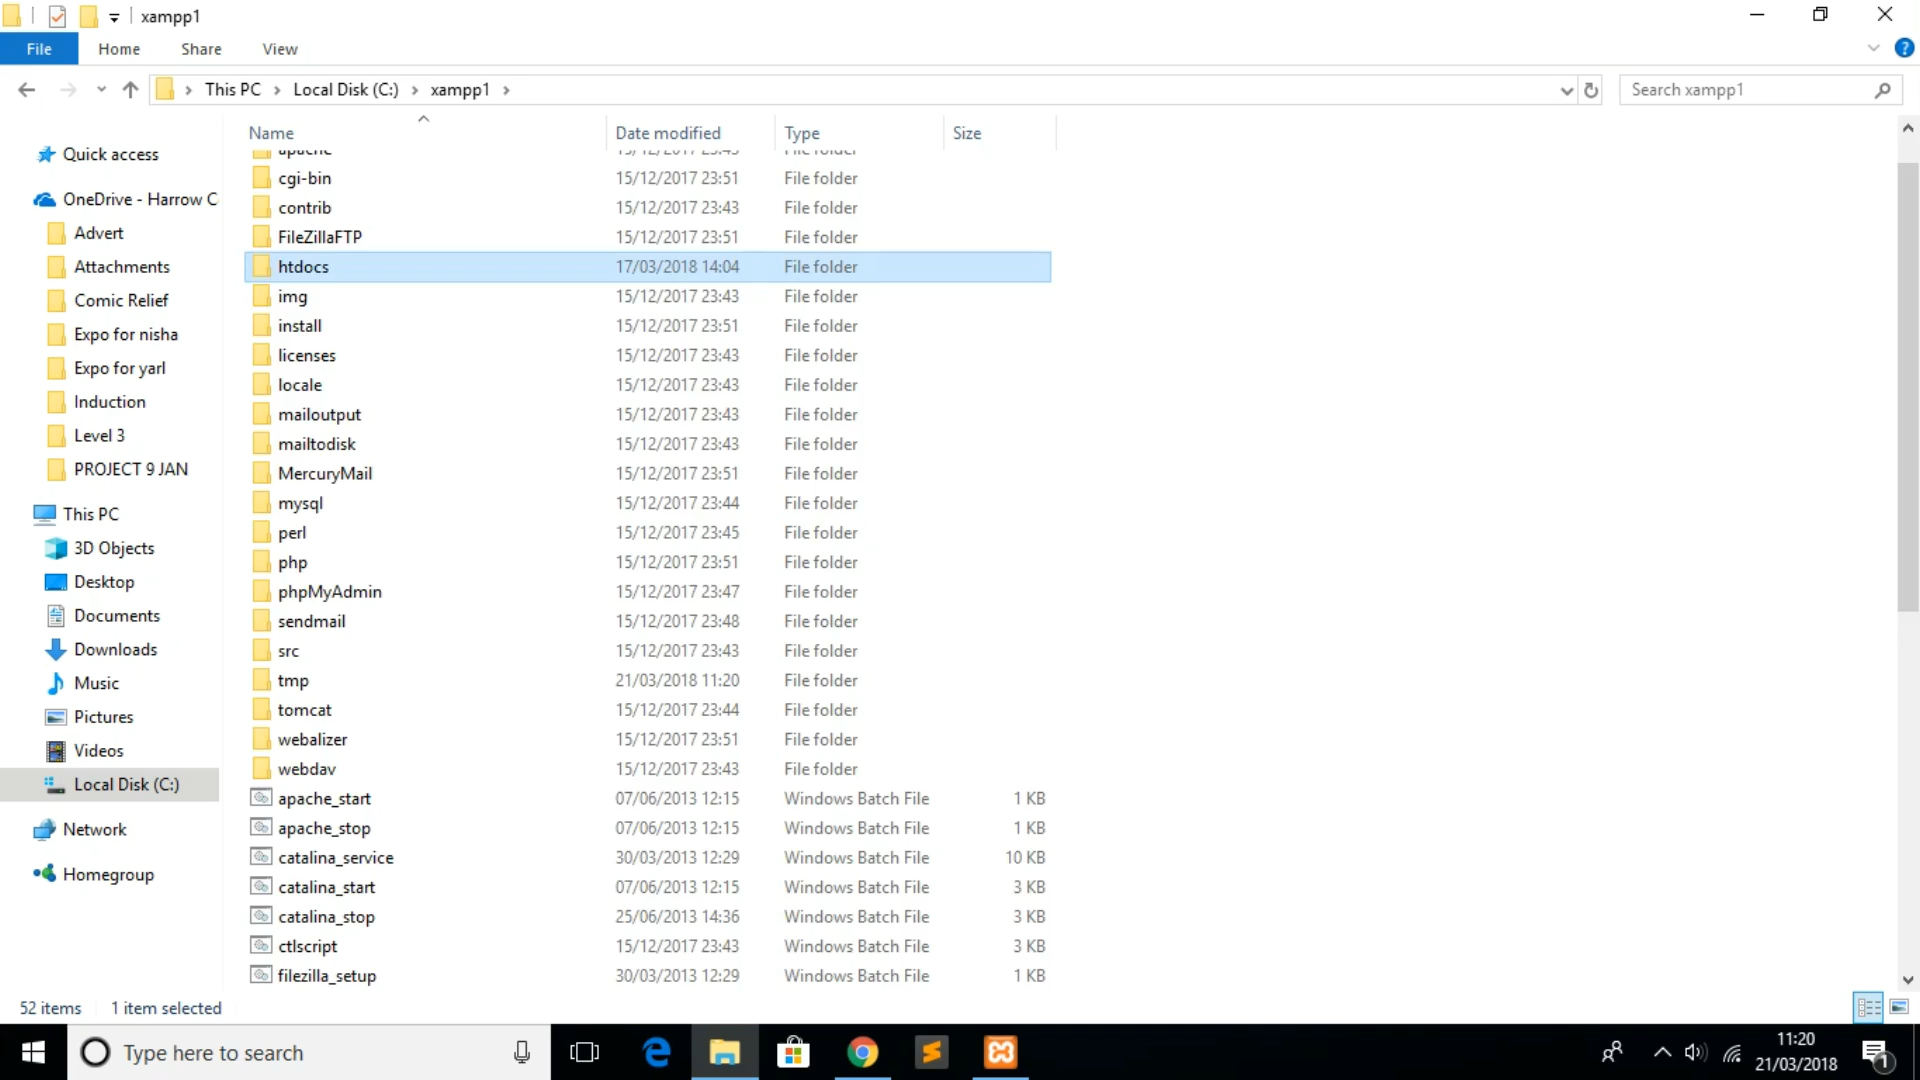 xampp1
File Home Share View
This PC Local Disk (C:) xampp1 Search xampp1
Name Date modified Type Size
Quick access
OneDrive - Harrow C
Advert
Attachments
Comic Relief
Expo for nisha
Expo for yarl
Induction
Level 3
PROJECT 9 JAN
This PC
3D Objects
Desktop
Documents
Downloads
Music
Pictures
Videos
Local Disk (C:)
Network
Homegroup
apache 15/12/2017 23:43 File folder
cgi-bin 15/12/2017 23:51 File folder
contrib 15/12/2017 23:43 File folder
FileZillaFTP 15/12/2017 23:51 File folder
htdocs 17/03/2018 14:04 File folder
img 15/12/2017 23:43 File folder
install 15/12/2017 23:51 File folder
licenses 15/12/2017 23:43 File folder
locale 15/12/2017 23:43 File folder
mailoutput 15/12/2017 23:43 File folder
mailtodisk 15/12/2017 23:43 File folder
MercuryMail 15/12/2017 23:51 File folder
mysql 15/12/2017 23:44 File folder
perl 15/12/2017 23:45 File folder
php 15/12/2017 23:51 File folder
phpMyAdmin 15/12/2017 23:47 File folder
sendmail 15/12/2017 23:48 File folder
src 15/12/2017 23:43 File folder
tmp 21/03/2018 11:20 File folder
tomcat 15/12/2017 23:44 File folder
webalizer 15/12/2017 23:51 File folder
webdav 15/12/2017 23:43 File folder
apache_start 07/06/2013 12:15 Windows Batch File 1 KB
apache_stop 07/06/2013 12:15 Windows Batch File 1 KB
catalina_service 30/03/2013 12:29 Windows Batch File 10 KB
catalina_start 07/06/2013 12:15 Windows Batch File 3 KB
catalina_stop 25/06/2013 14:36 Windows Batch File 3 KB
ctlscript 15/12/2017 23:43 Windows Batch File 3 KB
filezilla_setup 30/03/2013 12:29 Windows Batch File 1 KB
52 items 1 item selected
Type here to search
11:20
21/03/2018
1